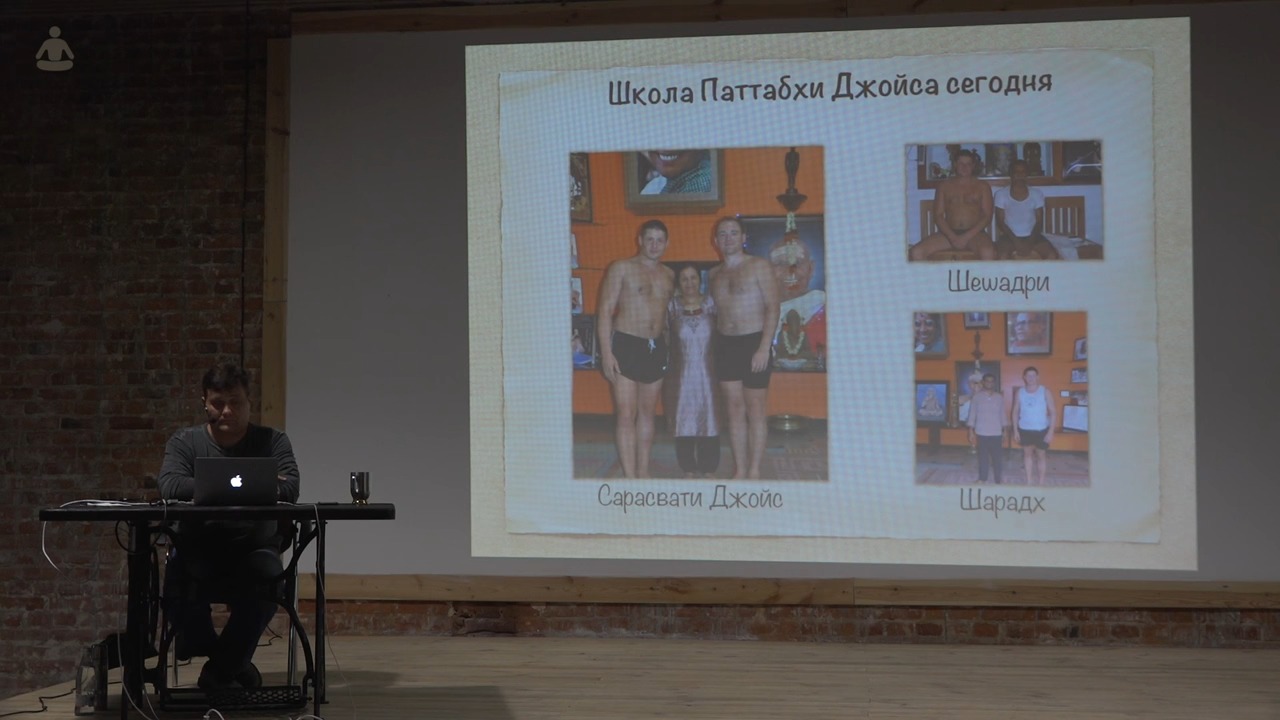 Школа Паттабхи Джойса сегодня
Шешадри
Сарасвати Джойс
Шарадх